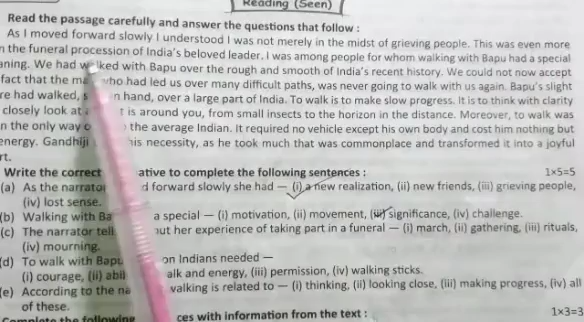 Reading (Seen)
Read the passage carefully and answer the questions that follow :
As I moved forward slowly I understood I was not merely in the midst of grieving people. This was even more
the funeral procession of India's beloved leader. I was among people for whom walking with Bapu had a special
aning. We had w lked with Bapu over the rough and smooth of India's recent history. We could not now accept
fact that the ma who had led us over many difficult paths, was never going to walk with us again. Bapu's slight
re had walked, n hand, over a large part of India. To walk is to make slow progress. It is to think with clarity
closely look at a t is around you, from small insects to the horizon in the distance. Moreover, to walk was
n the only way o the average Indian. It required no vehicle except his own body and cost him nothing but
energy. Gandhiji his necessity, as he took much that was commonplace and transformed it into a joyful
rt.
Write the correct ative to complete the following sentences : 1x5=5
(a) As the narrator d forward slowly she had — (i) a new realization, (ii) new friends, (iii) grieving people,
(iv) lost sense.
(b) Walking with Ba a special — (i) motivation, (ii) movement, (iii) significance, (iv) challenge.
(c) The narrator tell out her experience of taking part in a funeral — (i) march, (ii) gathering, (iii) rituals,
(iv) mourning.
(d) To walk with Bapu on Indians needed —
(i) courage, (ii) abil alk and energy, (iii) permission, (iv) walking sticks.
(e) According to the na walking is related to — (i) thinking, (ii) looking close, (iii) making progress, (iv) all
of these.
Complete the following ces with information from the text : 1x3=3